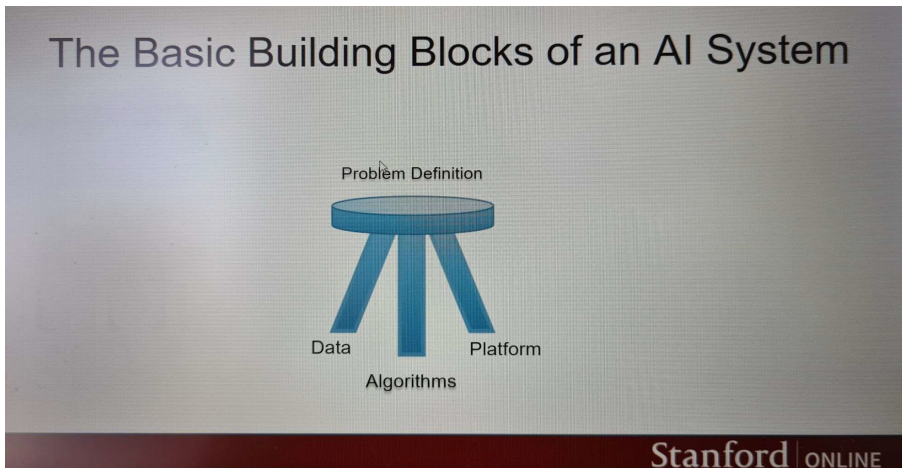 The Basic Building Blocks of an AI System
Problem Definition
Data
Platform
Algorithms
Stanford ONLINE